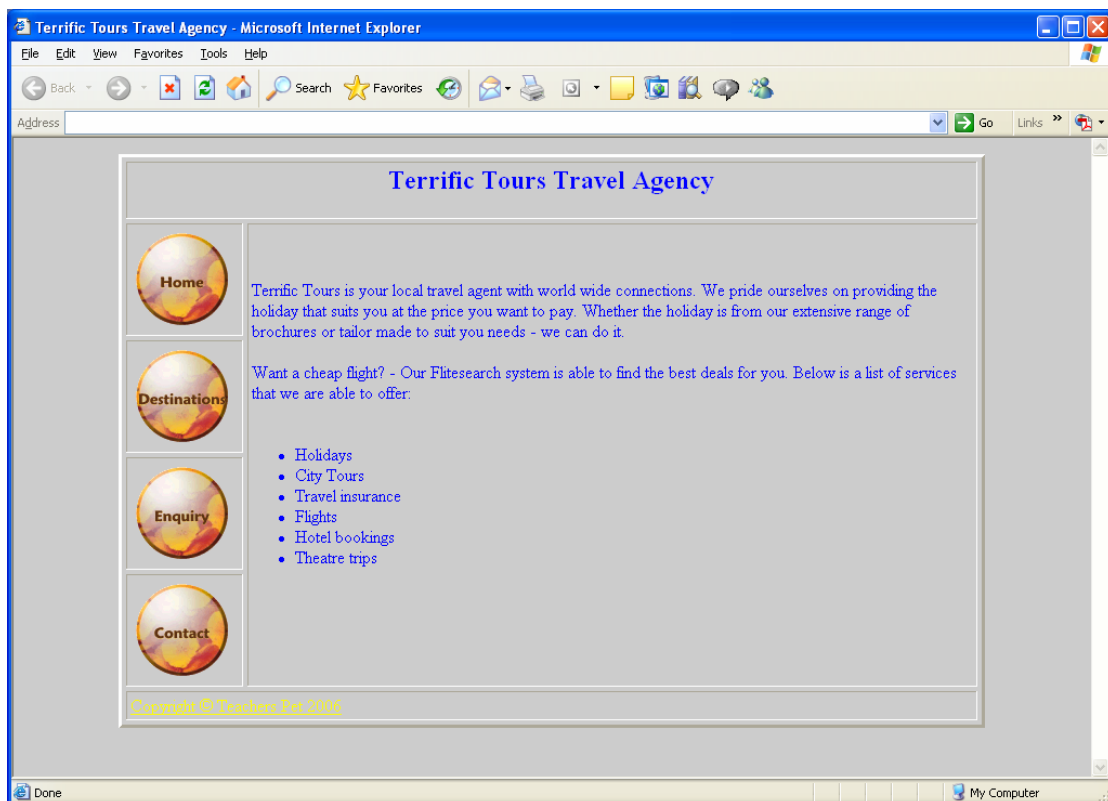 Terrific Tours Travel Agency - Microsoft Internet Explorer
File Edit View Favorites Tools Help
Back Search Favorites
Address Go Links »
Terrific Tours Travel Agency
Home
Terrific Tours is your local travel agent with world wide connections. We pride ourselves on providing the
holiday that suits you at the price you want to pay. Whether the holiday is from our extensive range of
brochures or tailor made to suit you needs - we can do it.
Want a cheap flight? - Our Flitesearch system is able to find the best deals for you. Below is a list of services
that we are able to offer:
Destinations
• Holidays
• City Tours
• Travel insurance
• Flights
• Hotel bookings
• Theatre trips
Enquiry
Contact
Copyright © Teachers Pet 2006
Done My Computer